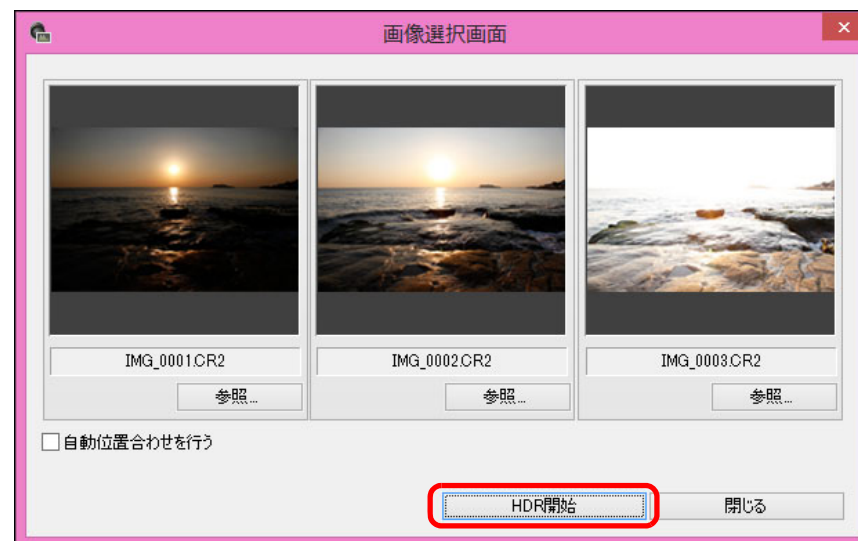 画像選択画面
IMG_0001.CR2
IMG_0002.CR2
IMG_0003.CR2
参照...
参照...
参照...
自動位置合わせを行う
HDR開始
閉じる